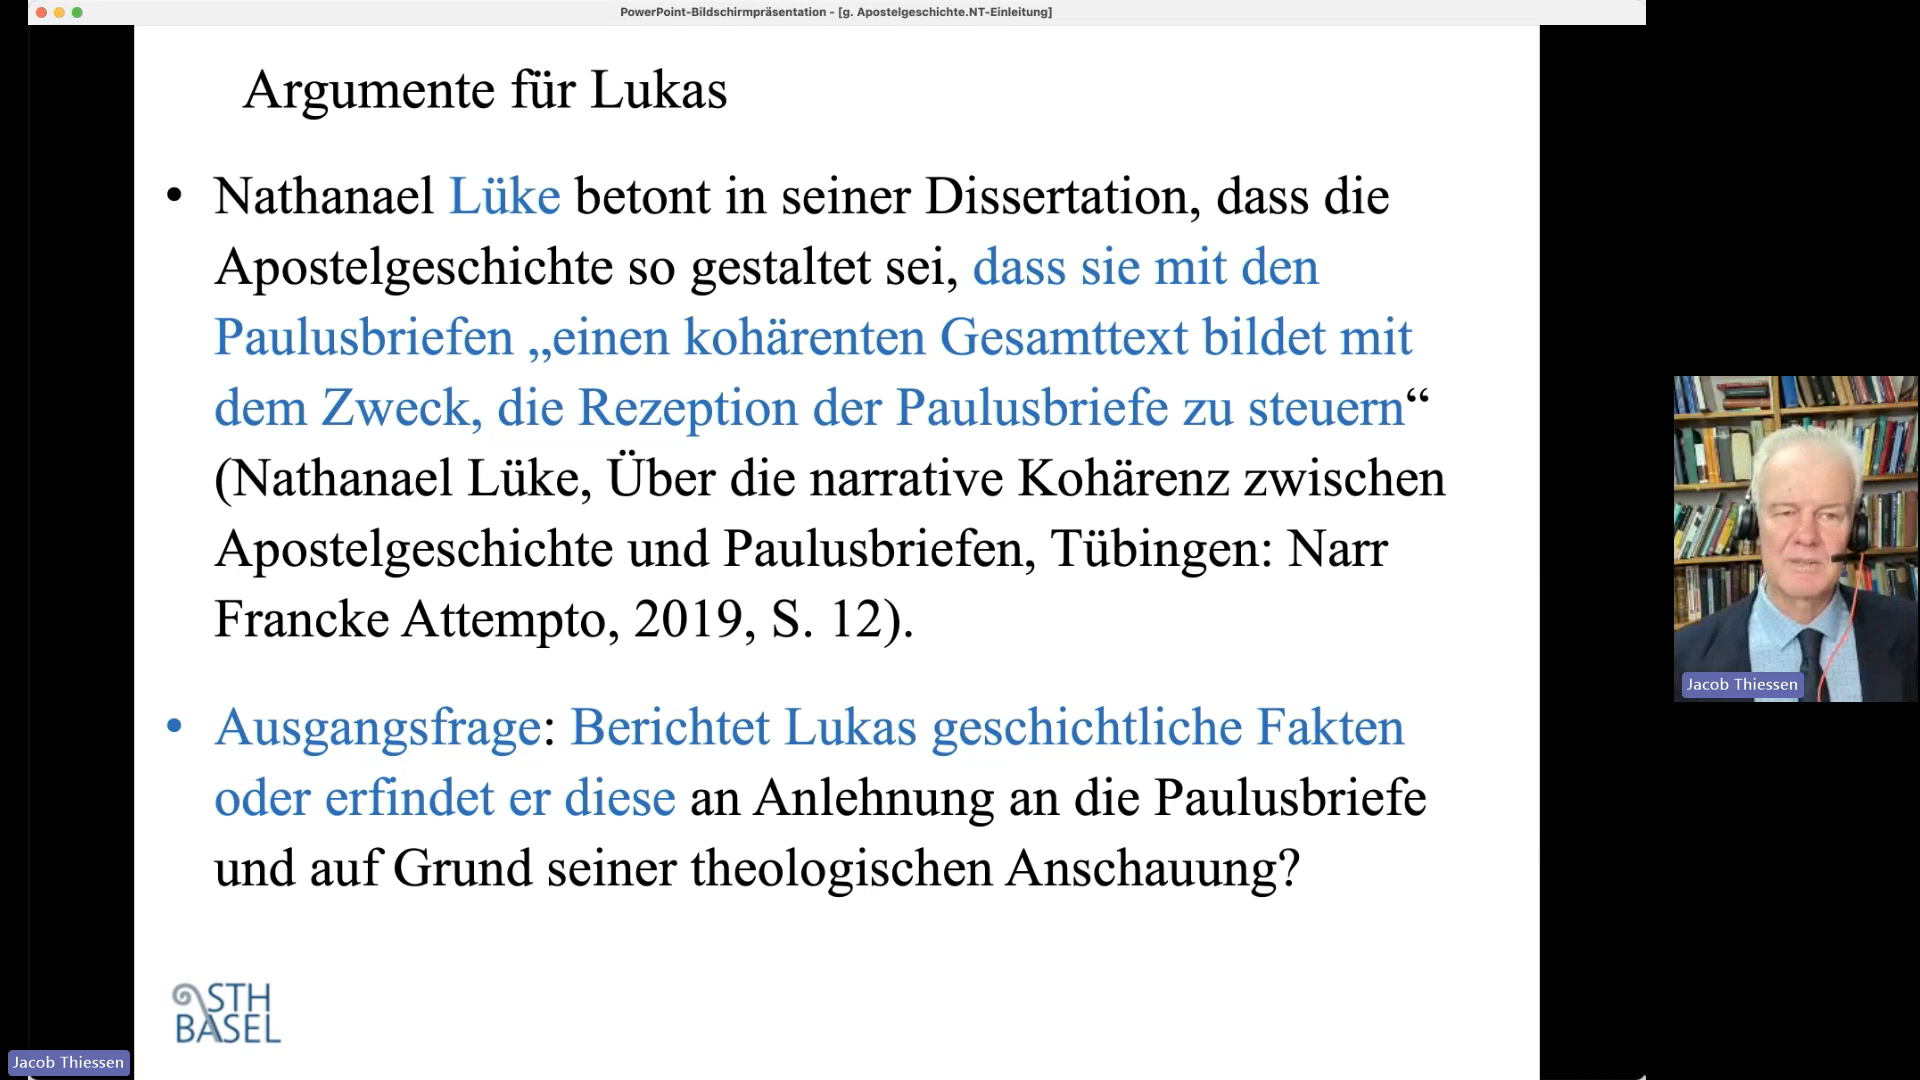 PowerPoint-Bildschirmpräsentation - [g. Apostelgeschichte.NT-Einleitung]
Argumente für Lukas
• Nathanael Lüke betont in seiner Dissertation, dass die
Apostelgeschichte so gestaltet sei, dass sie mit den
Paulusbriefen „einen kohärenten Gesamttext bildet mit
dem Zweck, die Rezeption der Paulusbriefe zu steuern“
(Nathanael Lüke, Über die narrative Kohärenz zwischen
Apostelgeschichte und Paulusbriefen, Tübingen: Narr
Francke Attempto, 2019, S. 12).
• Ausgangsfrage: Berichtet Lukas geschichtliche Fakten
oder erfindet er diese an Anlehnung an die Paulusbriefe
und auf Grund seiner theologischen Anschauung?
STH
BASEL
Jacob Thiessen
Jacob Thiessen